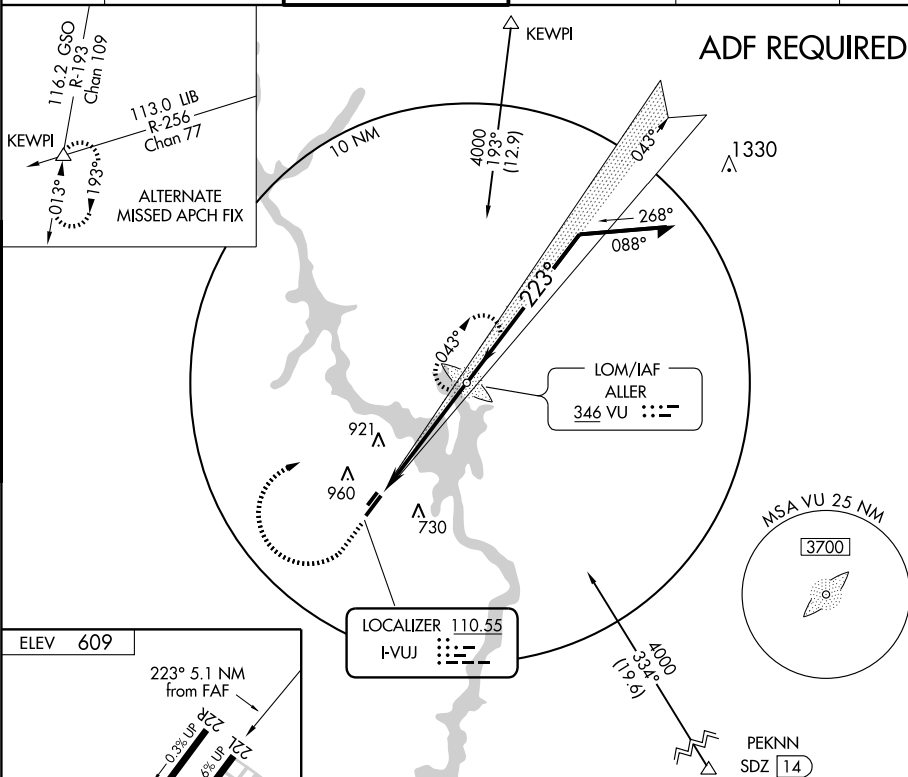 ADF REQUIRED
116.2 GSO
R-193
Chan 109
113.0 LIB
R-256
Chan 77
KEWPI
013°
193°
ALTERNATE
MISSED APCH FIX
KEWPI
4000
193°
(12.9)
10 NM
043°
1330
268°
088°
223°
043°
LOM/IAF
ALLER
346 VU
921
960
730
MSA VU 25 NM
3700
LOCALIZER 110.55
I-VUJ
4000
334°
(19.6)
PEKNN
SDZ 14
ELEV 609
223° 5.1 NM
from FAF
22R
22L
0.3% UP
6% UP